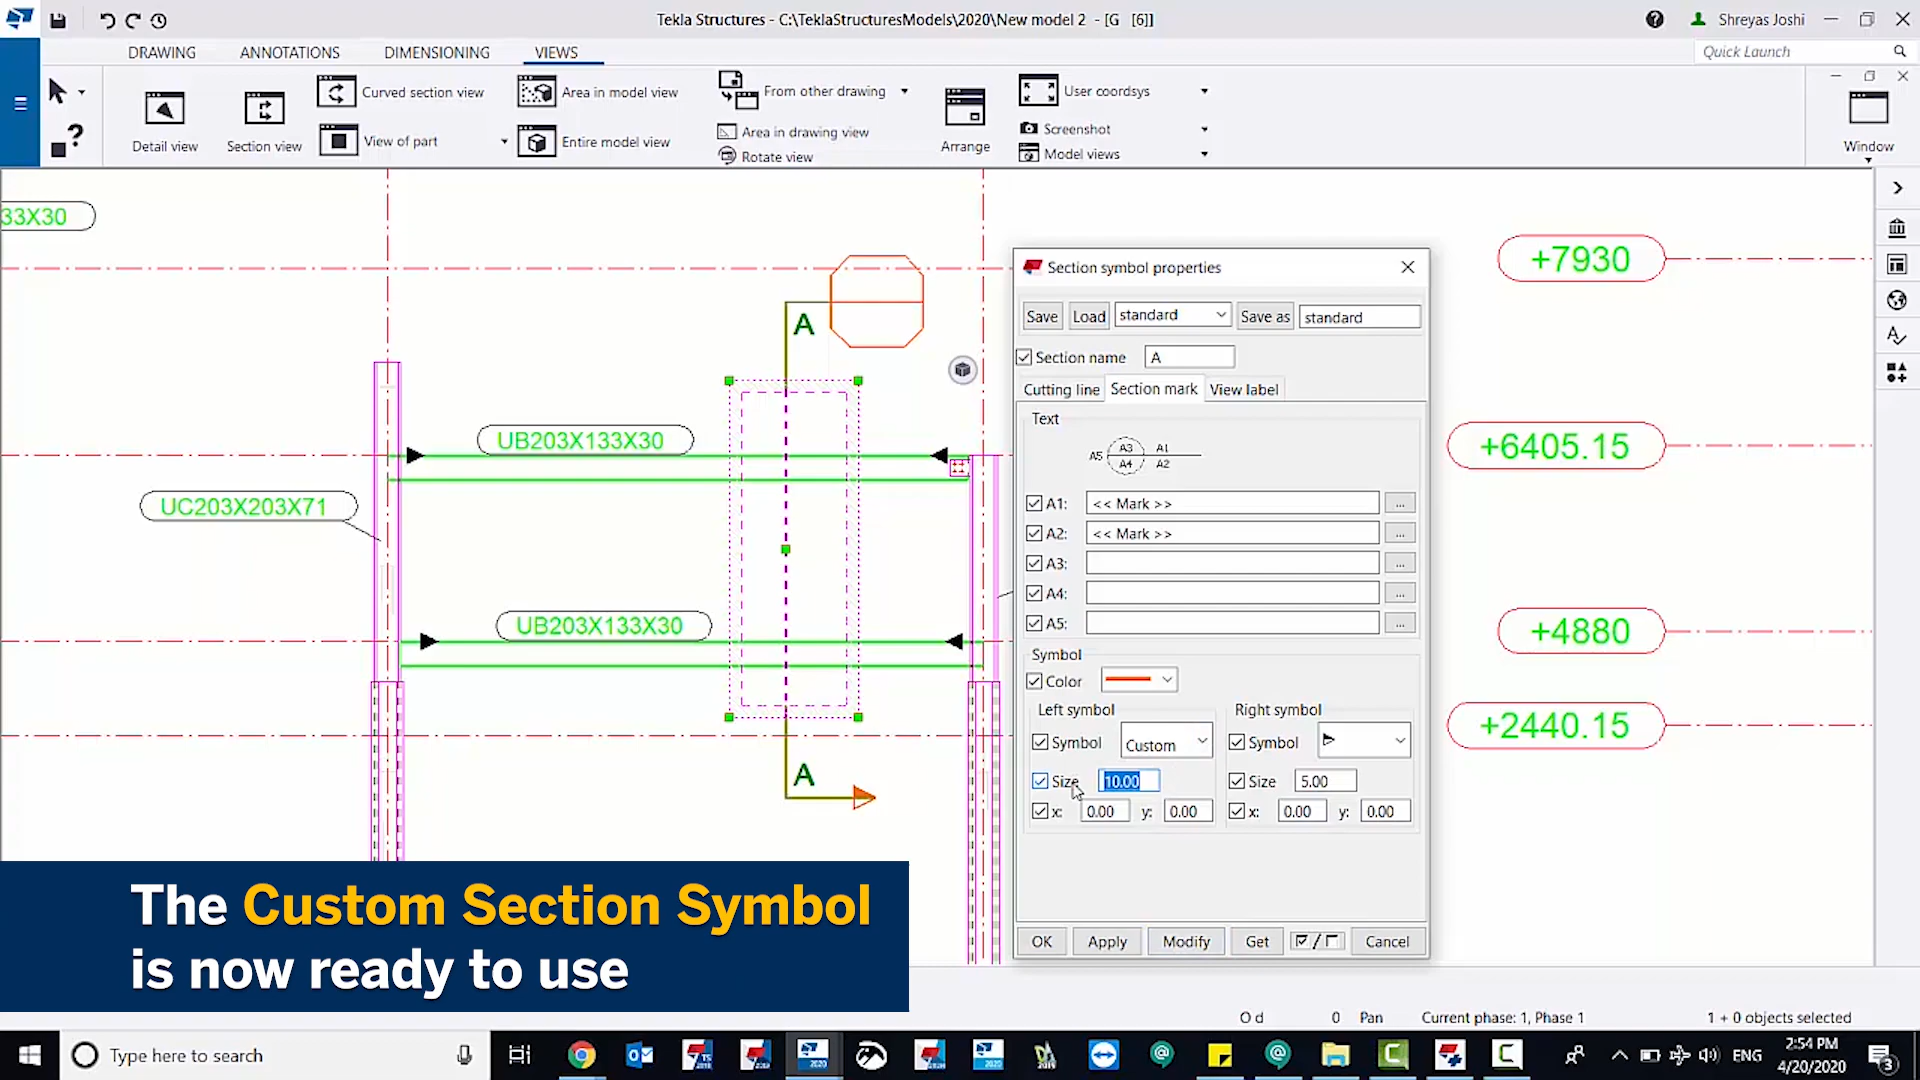 Tekla Structures - C:\TeklaStructuresModels\2020\New model 2 - [G [6]]
Shreyas Joshi
DRAWING ANNOTATIONS DIMENSIONING VIEWS
Quick Launch
Detail view
Section view
Curved section view
View of part
Area in model view
Entire model view
From other drawing
Area in drawing view
Rotate view
Arrange
User coordsys
Screenshot
Model views
Window
33X30
+7930
A
UB203X133X30
+6405.15
UC203X203X71
UB203X133X30
+4880
+2440.15
A
Section symbol properties
Save Load standard Save as standard
Section name A
Cutting line Section mark View label
Text
A5 A3 A1
A4 A2
A1: << Mark >> ...
A2: << Mark >> ...
A3: ...
A4: ...
A5: ...
Symbol
Color
Left symbol Right symbol
Symbol Custom Symbol
Size 10.00 Size 5.00
x: 0.00 y: 0.00 x: 0.00 y: 0.00
OK Apply Modify Get / Cancel
The Custom Section Symbol
is now ready to use
O d 0 Pan Current phase: 1, Phase 1 1 + 0 objects selected
Type here to search
ENG
2:54 PM
4/20/2020
3